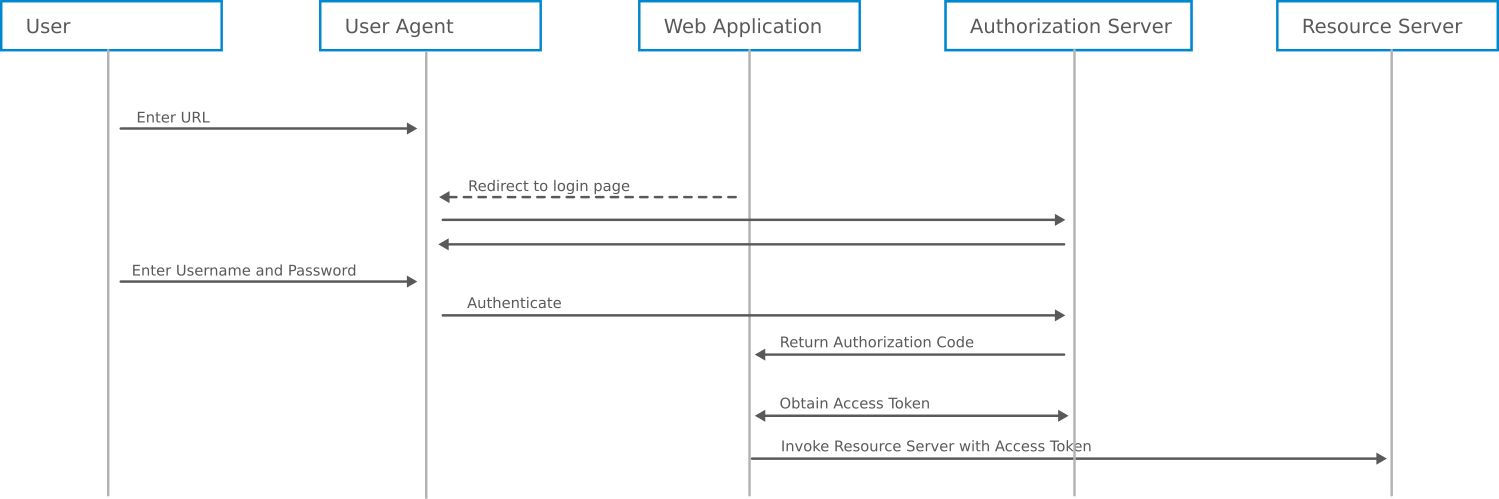 User
User Agent
Web Application
Authorization Server
Resource Server
Enter URL
Redirect to login page
Enter Username and Password
Authenticate
Return Authorization Code
Obtain Access Token
Invoke Resource Server with Access Token